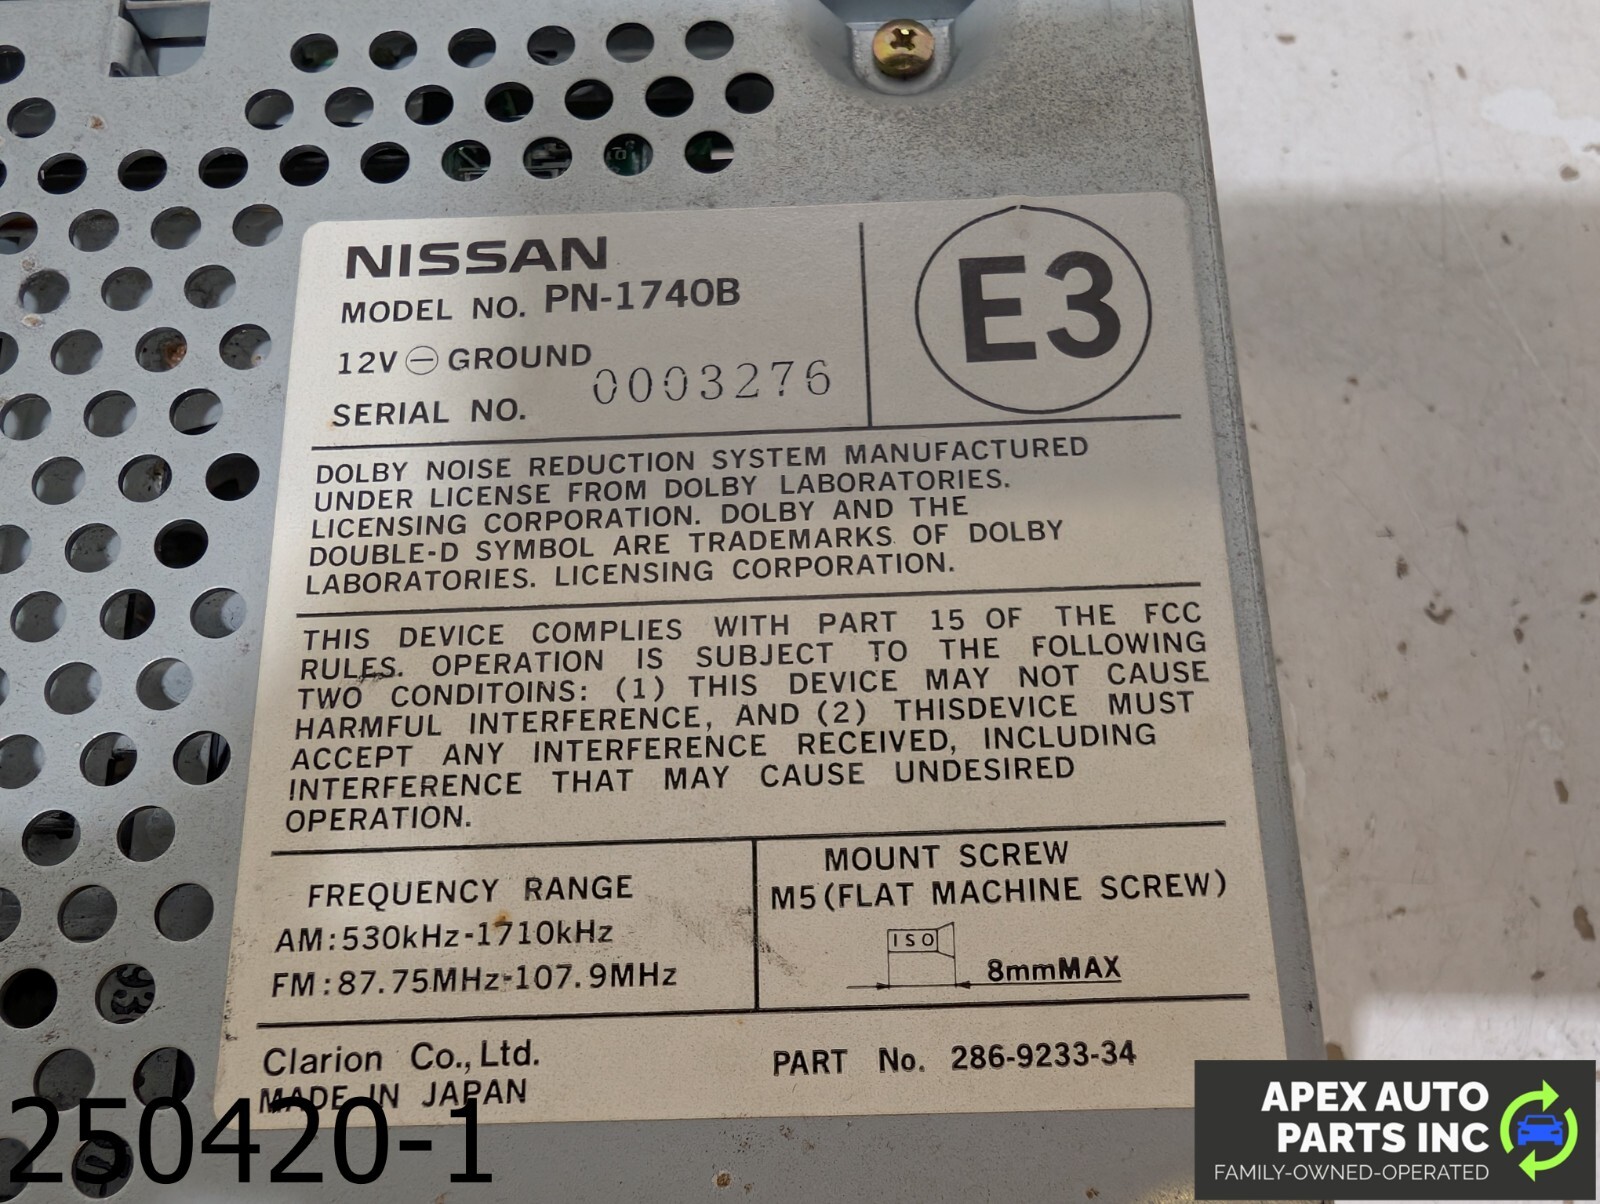 NISSAN
MODEL NO. PN-1740B
12V ⊖ GROUND
SERIAL NO. 0003276
E3
DOLBY NOISE REDUCTION SYSTEM MANUFACTURED
UNDER LICENSE FROM DOLBY LABORATORIES.
LICENSING CORPORATION. DOLBY AND THE
DOUBLE-D SYMBOL ARE TRADEMARKS OF DOLBY
LABORATORIES. LICENSING CORPORATION.
THIS DEVICE COMPLIES WITH PART 15 OF THE FCC
RULES. OPERATION IS SUBJECT TO THE FOLLOWING
TWO CONDITOINS: (1) THIS DEVICE MAY NOT CAUSE
HARMFUL INTERFERENCE, AND (2) THISDEVICE MUST
ACCEPT ANY INTERFERENCE RECEIVED, INCLUDING
INTERFERENCE THAT MAY CAUSE UNDESIRED
OPERATION.
FREQUENCY RANGE
AM:530kHz-1710kHz
FM:87.75MHz-107.9MHz
MOUNT SCREW
M5(FLAT MACHINE SCREW)
ISO
8mmMAX
Clarion Co.,Ltd.
MADE IN JAPAN
PART No. 286-9233-34
250420-1
APEX AUTO
PARTS INC
FAMILY-OWNED-OPERATED